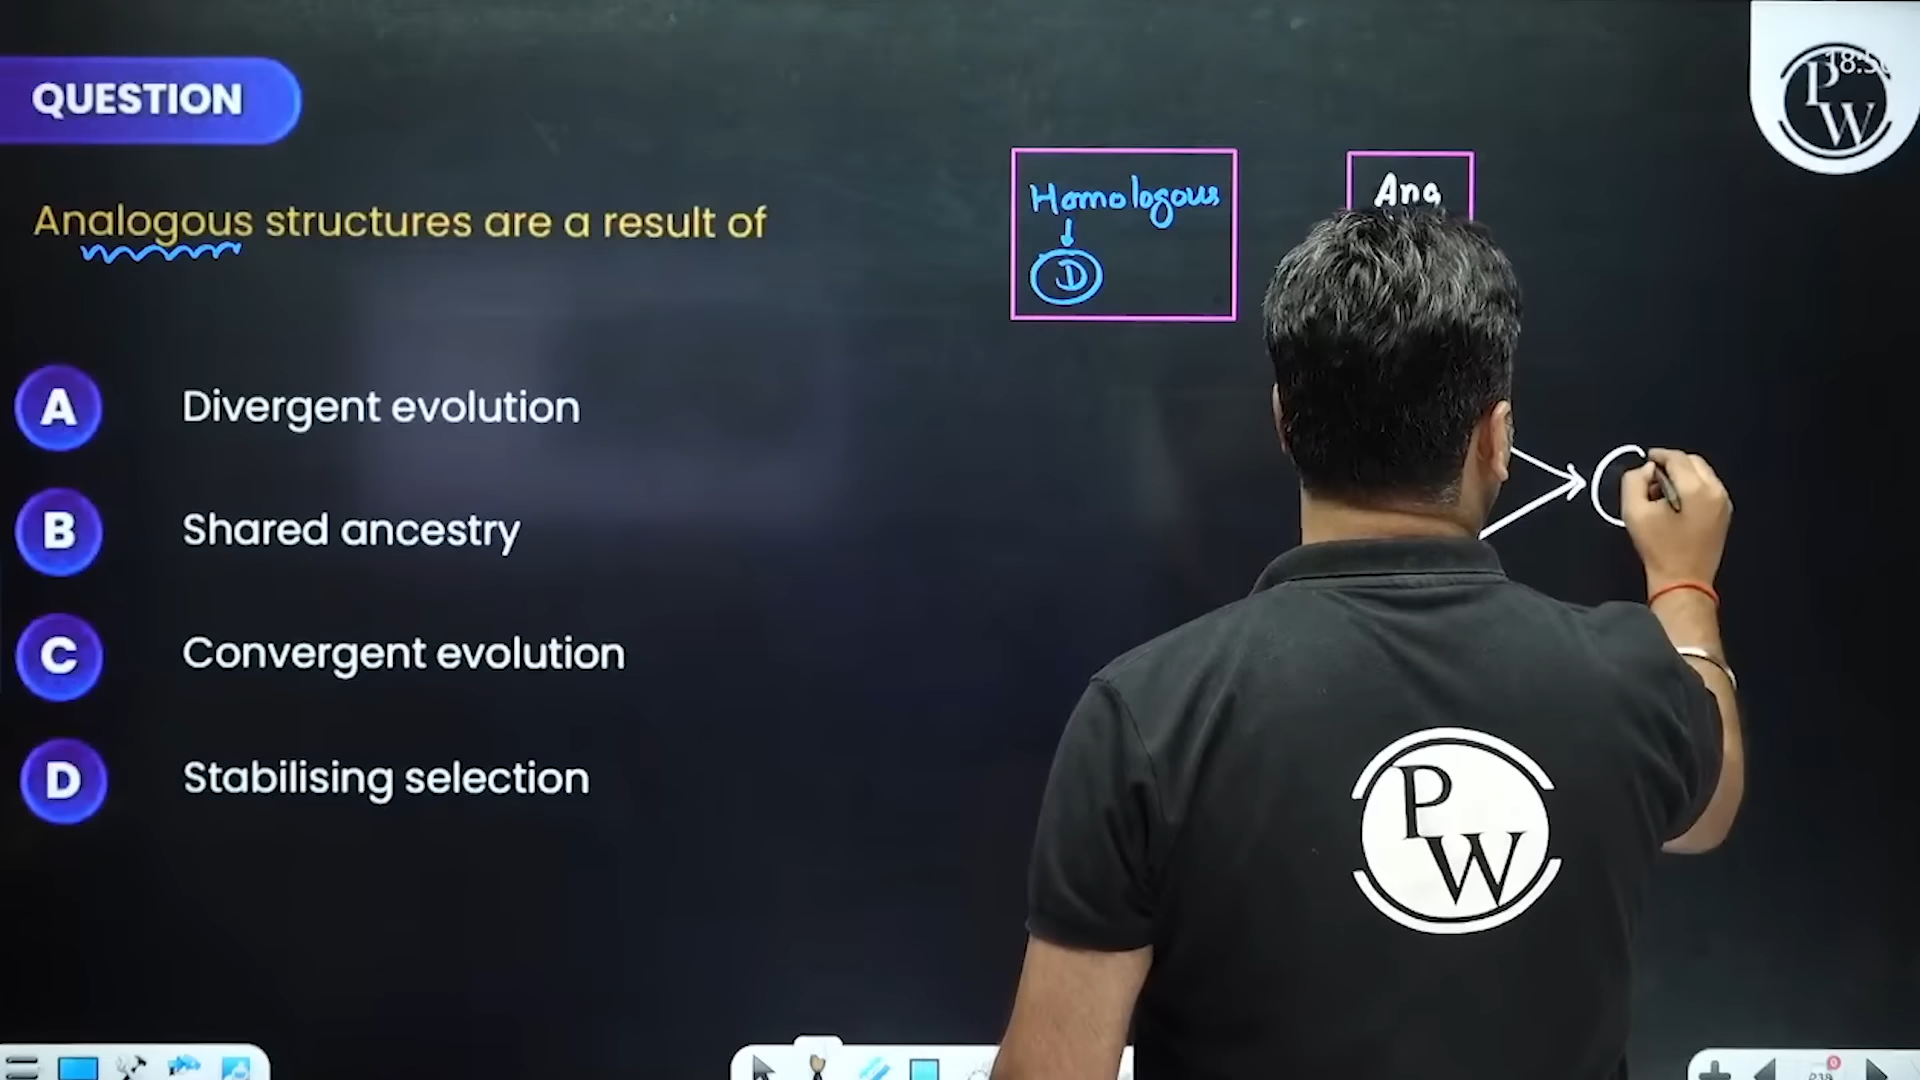 QUESTION
Analogous structures are a result of
A Divergent evolution
B Shared ancestry
C Convergent evolution
D Stabilising selection
Homologous
D
Ana
PW
PW